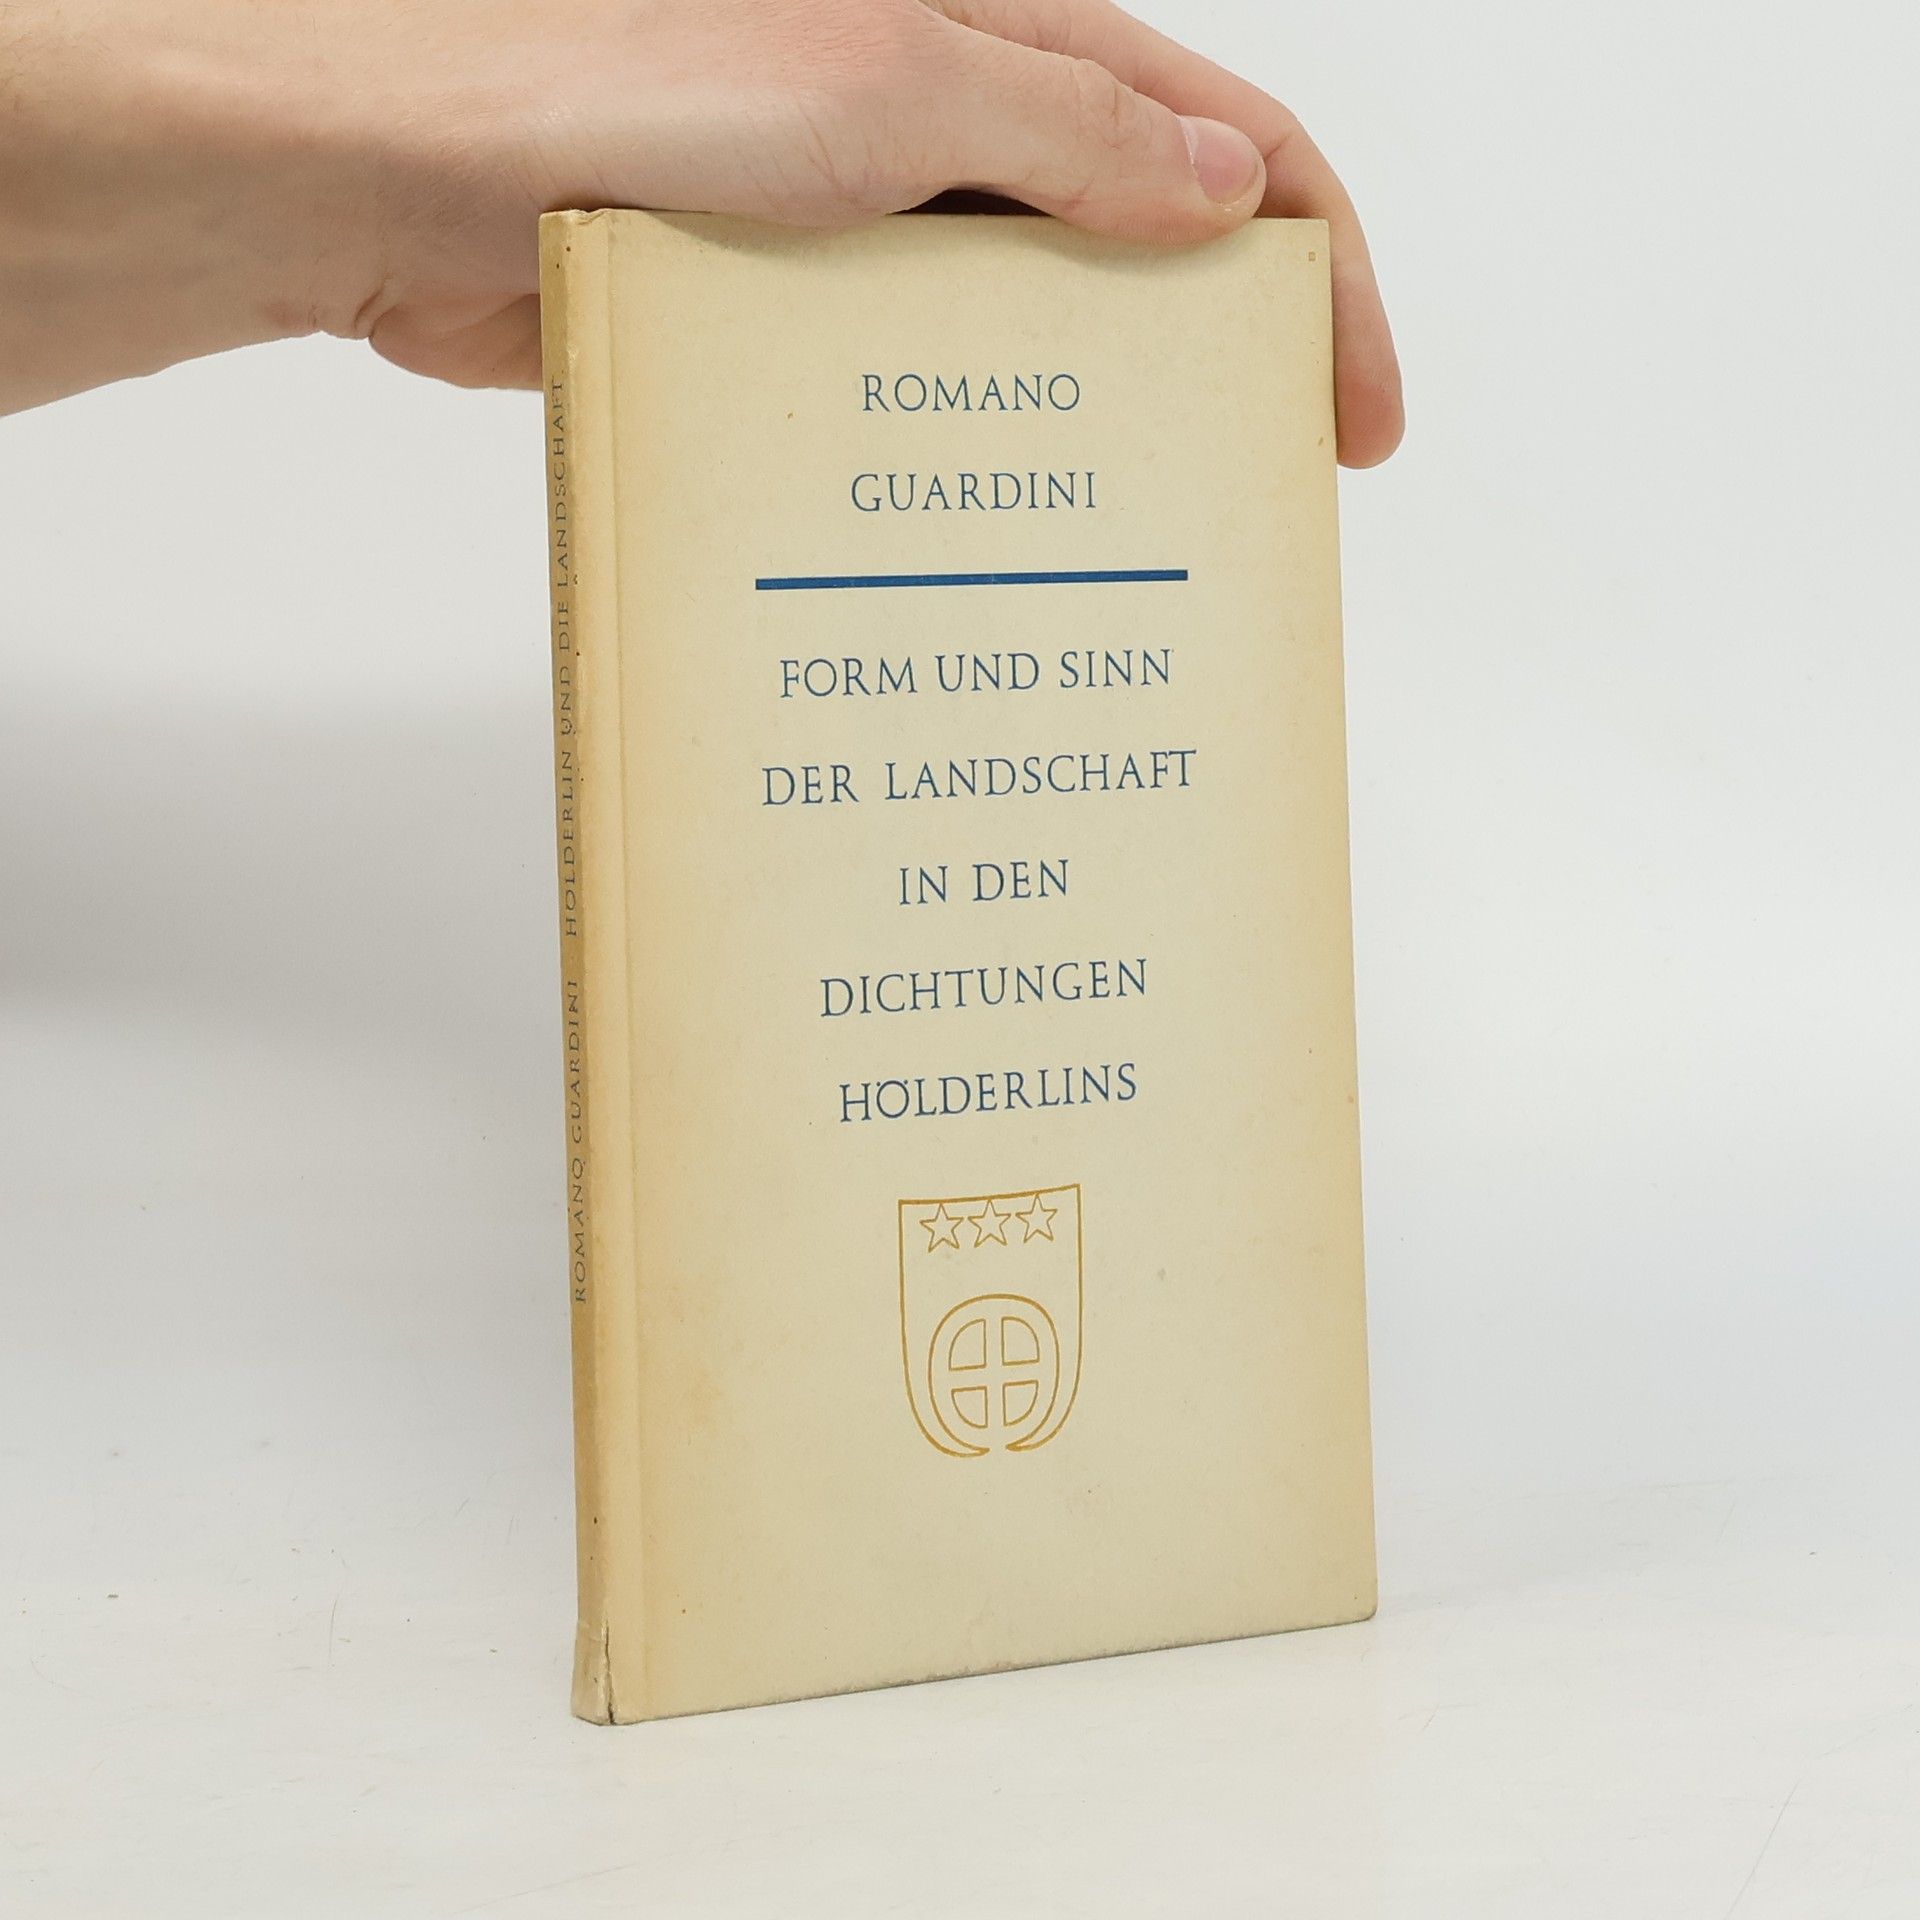 ROMANO
GUARDINI
FORM UND SINN
DER LANDSCHAFT
IN DEN
DICHTUNGEN
HÖLDERLINS
ROMANO GUARDINI HÖLDERLIN UND DIE LANDSCHAFT